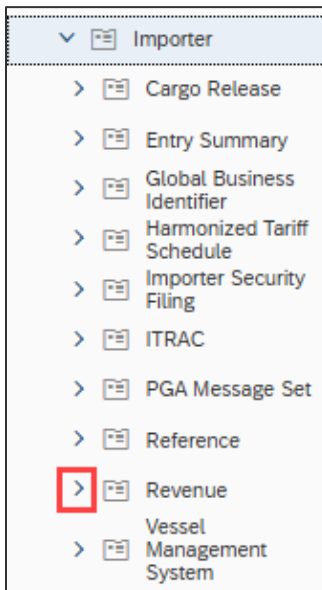 Importer
Cargo Release
Entry Summary
Global Business
Identifier
Harmonized Tariff
Schedule
Importer Security
Filing
ITRAC
PGA Message Set
Reference
Revenue
Vessel
Management
System